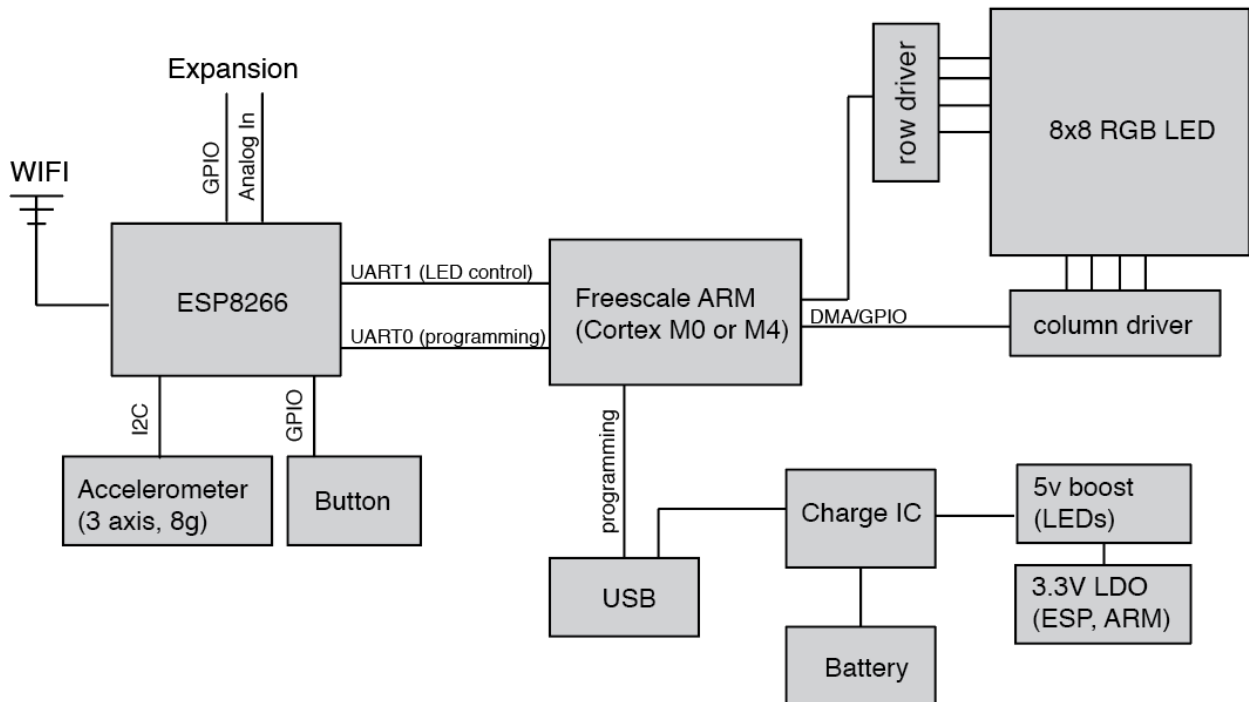 Expansion
GPIO
Analog In
WIFI
ESP8266
UART1 (LED control)
UART0 (programming)
I2C
GPIO
Accelerometer
(3 axis, 8g)
Button
Freescale ARM
(Cortex M0 or M4)
DMA/GPIO
row driver
8x8 RGB LED
column driver
programming
USB
Charge IC
Battery
5v boost
(LEDs)
3.3V LDO
(ESP, ARM)